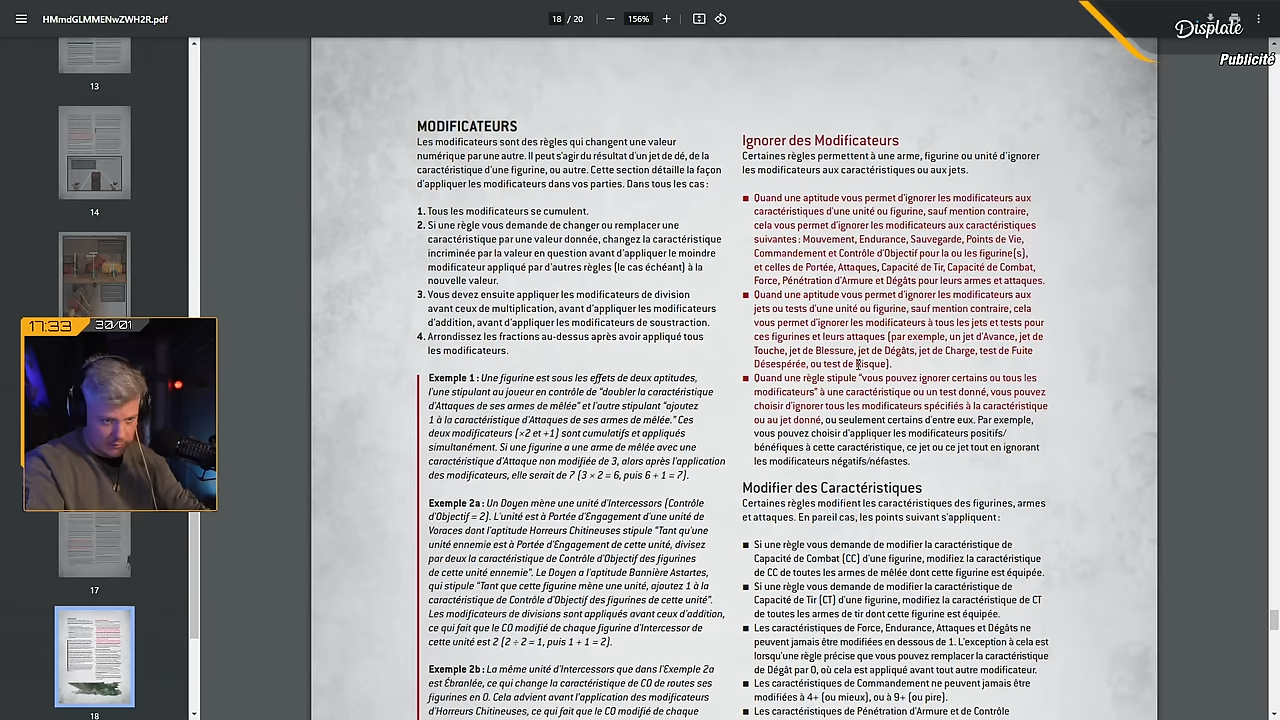 HMmdGLMMENwZWH2R.pdf
18 / 20
156%
Displate
Publicité
13
14
17:33
30/01
17
18
MODIFICATEURS
Les modificateurs sont des règles qui changent une valeur
numérique par une autre. Il peut s'agir du résultat d'un jet de dé, de la
caractéristique d'une figurine, ou autre. Cette section détaille la façon
d'appliquer les modificateurs dans vos parties. Dans tous les cas :
1. Tous les modificateurs se cumulent.
2. Si une règle vous demande de changer ou remplacer une
caractéristique par une valeur donnée, changez la caractéristique
incriminée par la valeur en question avant d'appliquer le moindre
modificateur appliqué par d'autres règles (le cas échéant) à la
nouvelle valeur.
3. Vous devez ensuite appliquer les modificateurs de division
avant ceux de multiplication, avant d'appliquer les modificateurs
d'addition, avant d'appliquer les modificateurs de soustraction.
4. Arrondissez les fractions au-dessus après avoir appliqué tous
les modificateurs.
Exemple 1 : Une figurine est sous les effets de deux aptitudes,
l'une stipulant au joueur en contrôle de "doubler la caractéristique
d'Attaques de ses armes de mêlée" et l'autre stipulant "ajoutez
1 à la caractéristique d'Attaques de ses armes de mêlée." Ces
deux modificateurs (×2 et +1) sont cumulatifs et appliqués
simultanément. Si une figurine a une arme de mêlée avec une
caractéristique d'Attaque non modifiée de 3, alors après l'application
des modificateurs, elle serait de 7 (3 × 2 = 6, puis 6 + 1 = 7).
Exemple 2a : Un Doyen mène une unité d'Intercessors (Contrôle
d'Objectif = 2). L'unité est à Portée d'Engagement d'une unité de
Voraces dont l'aptitude Horreurs Chitineuses stipule "Tant qu'une
unité ennemie est à Portée d'Engagement de cette unité, divisez
par deux la caractéristique de Contrôle d'Objectif des figurines
de cette unité ennemie". Le Doyen a l'aptitude Bannière Astartes,
qui stipule "Tant que cette figurine mène une unité, ajoutez 1 à la
caractéristique de Contrôle d'Objectif des figurines de cette unité".
Les modificateurs de division sont appliqués avant ceux d'addition,
ce qui fait que le CO modifié de chaque figurine d'Intercessor de
cette unité est 2 (2 ÷ 2 = 1, puis 1 + 1 = 2).
Exemple 2b : La même unité d'Intercessors que dans l'Exemple 2a
est Ébranlée, ce qui change la caractéristique de CO de toutes ses
figurines en 0. Cela advient avant l'application des modificateurs
d'Harreurs Chitineuses, ce qui fait que le CO modifié de chaque
Ignorer des Modificateurs
Certaines règles permettent à une arme, figurine ou unité d'ignorer
les modificateurs aux caractéristiques ou aux jets.
■ Quand une aptitude vous permet d'ignorer les modificateurs aux
caractéristiques d'une unité ou figurine, sauf mention contraire,
cela vous permet d'ignorer les modificateurs aux caractéristiques
suivantes : Mouvement, Endurance, Sauvegarde, Points de Vie,
Commandement et Contrôle d'Objectif pour la ou les figurine(s),
et celles de Portée, Attaques, Capacité de Tir, Capacité de Combat,
Force, Pénétration d'Armure et Dégâts pour leurs armes et attaques.
■ Quand une aptitude vous permet d'ignorer les modificateurs aux
jets ou tests d'une unité ou figurine, sauf mention contraire, cela
vous permet d'ignorer les modificateurs à tous les jets et tests pour
ces figurines et leurs attaques (par exemple, un jet d'Avance, jet de
Touche, jet de Blessure, jet de Dégâts, jet de Charge, test de Fuite
Désespérée, ou test de Risque).
■ Quand une règle stipule "vous pouvez ignorer certains ou tous les
modificateurs" à une caractéristique ou un test donné, vous pouvez
choisir d'ignorer tous les modificateurs spécifiés à la caractéristique
ou au jet donné, ou seulement certains d'entre eux. Par exemple,
vous pouvez choisir d'appliquer les modificateurs positifs/
bénéfiques à cette caractéristique, ce jet ou ce jet tout en ignorant
les modificateurs négatifs/néfastes.
Modifier des Caractéristiques
Certaines règles modifient les caractéristiques des figurines, armes
et attaques. En pareil cas, les points suivant s'appliquent :
■ Si une règle vous demande de modifier la caractéristique de
Capacité de Combat (CC) d'une figurine, modifiez la caractéristique
de CC de toutes les armes de mêlée dont cette figurine est équipée.
■ Si une règle vous demande de modifier la caractéristique de
Capacité de Tir (CT) d'une figurine, modifiez la caractéristique de CT
de toutes les armes de tir dont cette figurine est équipée.
■ Les caractéristiques de Force, Endurance, Attaques et Dégâts ne
peuvent jamais être modifiées en dessous de 1. L'exception à cela est
lorsqu'une règle précise que vous pouvez remplacer la caractéristique
de Dégât par 0, où cela est appliqué avant tout autre modificateur.
■ Les caractéristiques de Commandement ne peuvent jamais être
modifiées à 4+ (ou mieux), ou à 9+ (ou pire).
■ Les caractéristiques de Pénétration d'Armure et de Contrôle